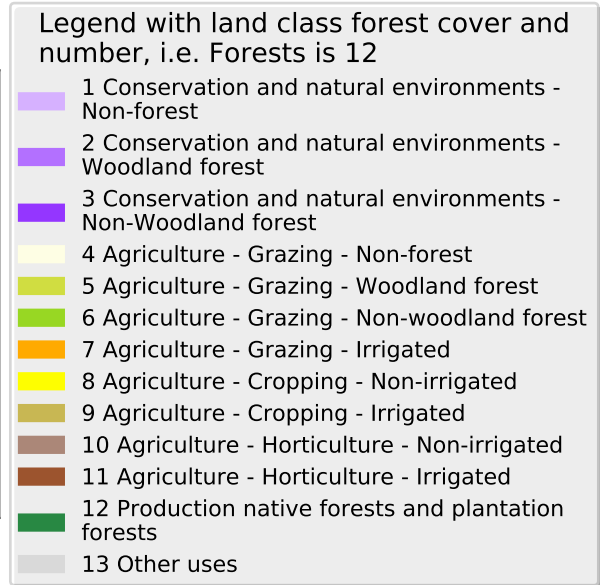 Legend with land class forest cover and
number, i.e. Forests is 12
1 Conservation and natural environments -
Non-forest
2 Conservation and natural environments -
Woodland forest
3 Conservation and natural environments -
Non-Woodland forest
4 Agriculture - Grazing - Non-forest
5 Agriculture - Grazing - Woodland forest
6 Agriculture - Grazing - Non-woodland forest
7 Agriculture - Grazing - Irrigated
8 Agriculture - Cropping - Non-irrigated
9 Agriculture - Cropping - Irrigated
10 Agriculture - Horticulture - Non-irrigated
11 Agriculture - Horticulture - Irrigated
12 Production native forests and plantation
forests
13 Other uses